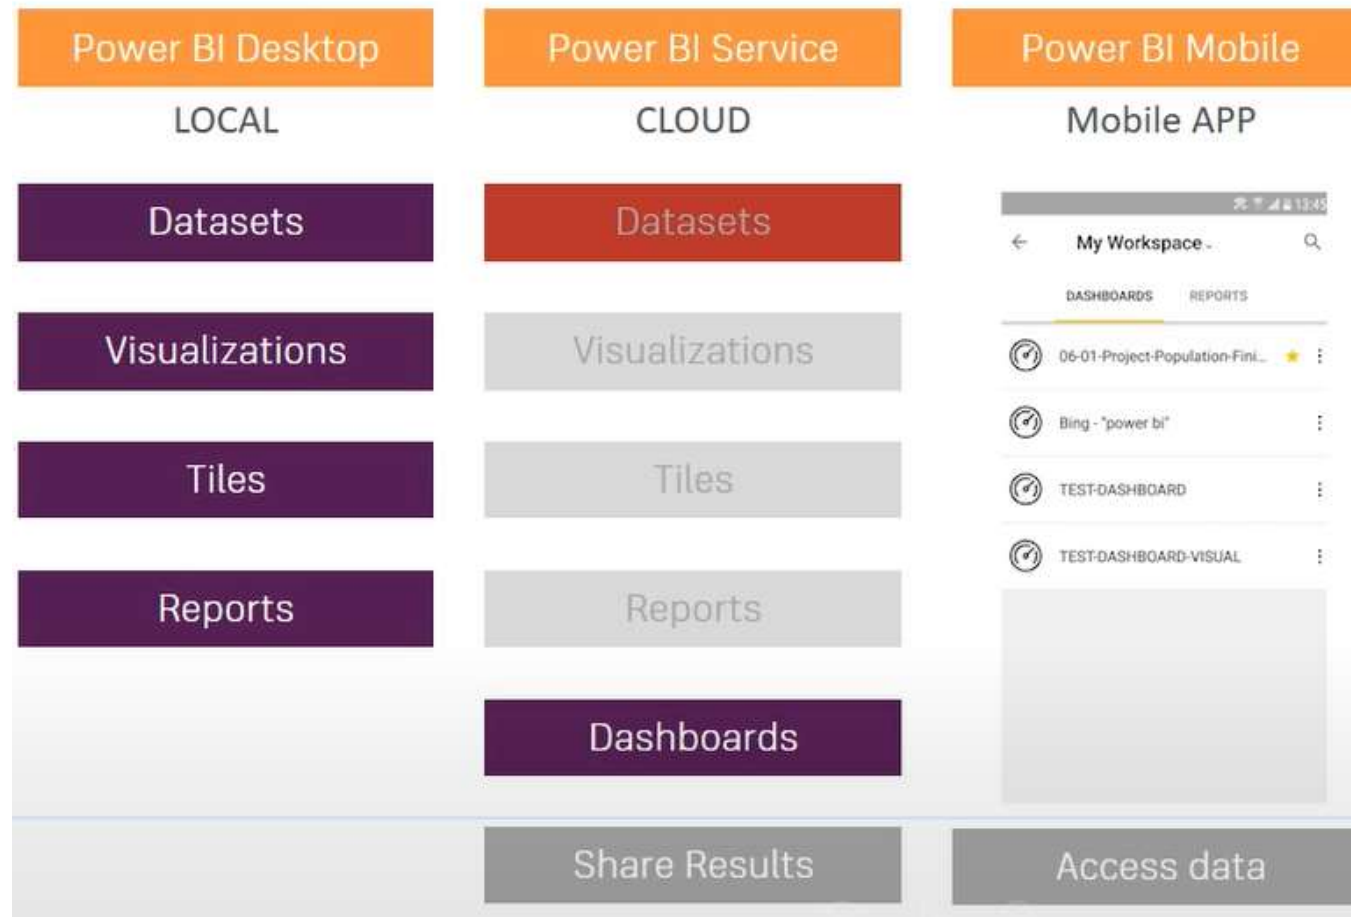 Power BI Desktop
LOCAL
Datasets
Visualizations
Tiles
Reports
Power BI Service
CLOUD
Datasets
Visualizations
Tiles
Reports
Dashboards
Share Results
Power BI Mobile
Mobile APP
13:45
My Workspace
DASHBOARDS REPORTS
06-01-Project-Population-Fini...
Bing - "power bi"
TEST-DASHBOARD
TEST-DASHBOARD-VISUAL
Access data